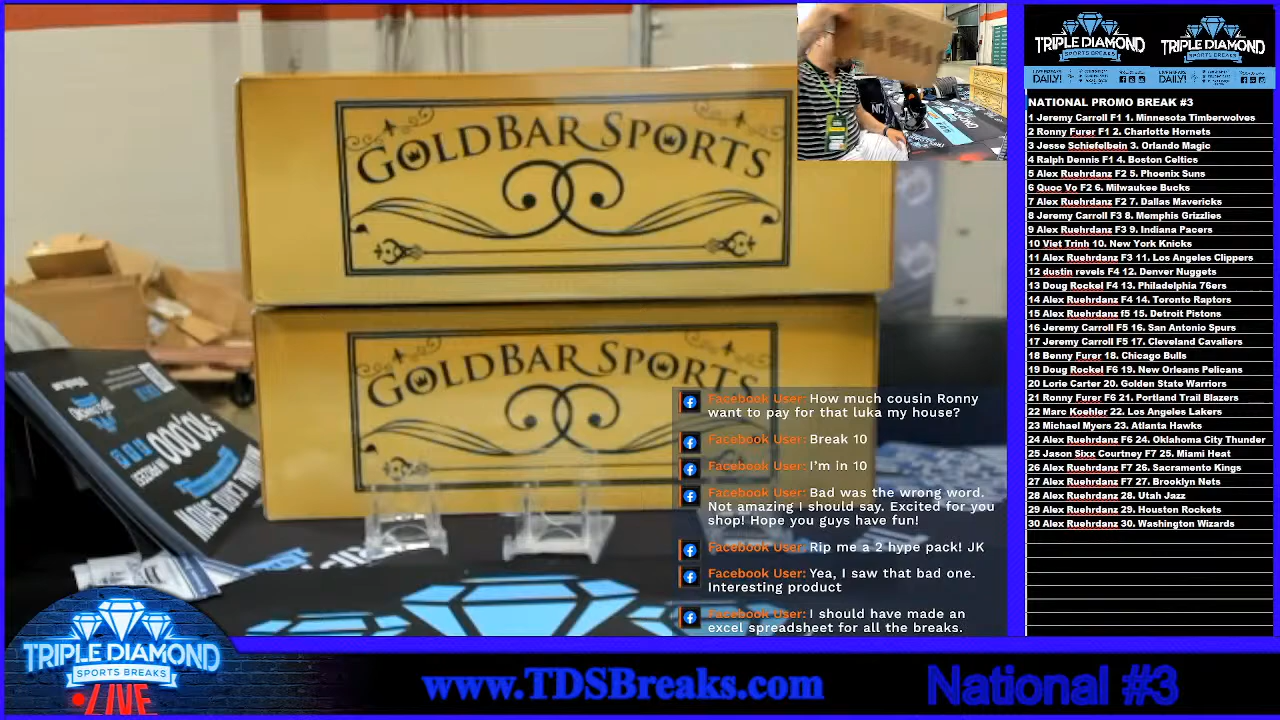 GOLDBAR SPORTS
GOLDBAR SPORTS
$10,000
Facebook User: How much cousin Ronny
want to pay for that luka my house?
Facebook User: Break 10
Facebook User: I'm in 10
Facebook User: Bad was the wrong word.
Not amazing I should say. Excited for you
shop! Hope you guys have fun!
Facebook User: Rip me a 2 hype pack! JK
Facebook User: Yea, I saw that bad one.
Interesting product
Facebook User: I should have made an
excel spreadsheet for all the breaks.
TRIPLE DIAMOND
SPORTS BREAKS
LIVE
www.TDSBreaks.com
National #3
TRIPLE DIAMOND
SPORTS BREAKS
TRIPLE DIAMOND
SPORTS BREAKS
LIVE BREAKS
DAILY!
LIVE BREAKS
DAILY!
NATIONAL PROMO BREAK #3
1 Jeremy Carroll F1 1. Minnesota Timberwolves
2 Ronny Furer F1 2. Charlotte Hornets
3 Jesse Schiefelbein 3. Orlando Magic
4 Ralph Dennis F1 4. Boston Celtics
5 Alex Ruehrdanz F2 5. Phoenix Suns
6 Quoc Vo F2 6. Milwaukee Bucks
7 Alex Ruehrdanz F2 7. Dallas Mavericks
8 Jeremy Carroll F3 8. Memphis Grizzlies
9 Alex Ruehrdanz F3 9. Indiana Pacers
10 Viet Trinh 10. New York Knicks
11 Alex Ruehrdanz F3 11. Los Angeles Clippers
12 dustin revels F4 12. Denver Nuggets
13 Doug Rockel F4 13. Philadelphia 76ers
14 Alex Ruehrdanz F4 14. Toronto Raptors
15 Alex Ruehrdanz f5 15. Detroit Pistons
16 Jeremy Carroll F5 16. San Antonio Spurs
17 Jeremy Carroll F5 17. Cleveland Cavaliers
18 Benny Furer 18. Chicago Bulls
19 Doug Rockel F6 19. New Orleans Pelicans
20 Lorie Carter 20. Golden State Warriors
21 Ronny Furer F6 21. Portland Trail Blazers
22 Marc Koehler 22. Los Angeles Lakers
23 Michael Myers 23. Atlanta Hawks
24 Alex Ruehrdanz F6 24. Oklahoma City Thunder
25 Jason Sixx Courtney F7 25. Miami Heat
26 Alex Ruehrdanz F7 26. Sacramento Kings
27 Alex Ruehrdanz F7 27. Brooklyn Nets
28 Alex Ruehrdanz 28. Utah Jazz
29 Alex Ruehrdanz 29. Houston Rockets
30 Alex Ruehrdanz 30. Washington Wizards